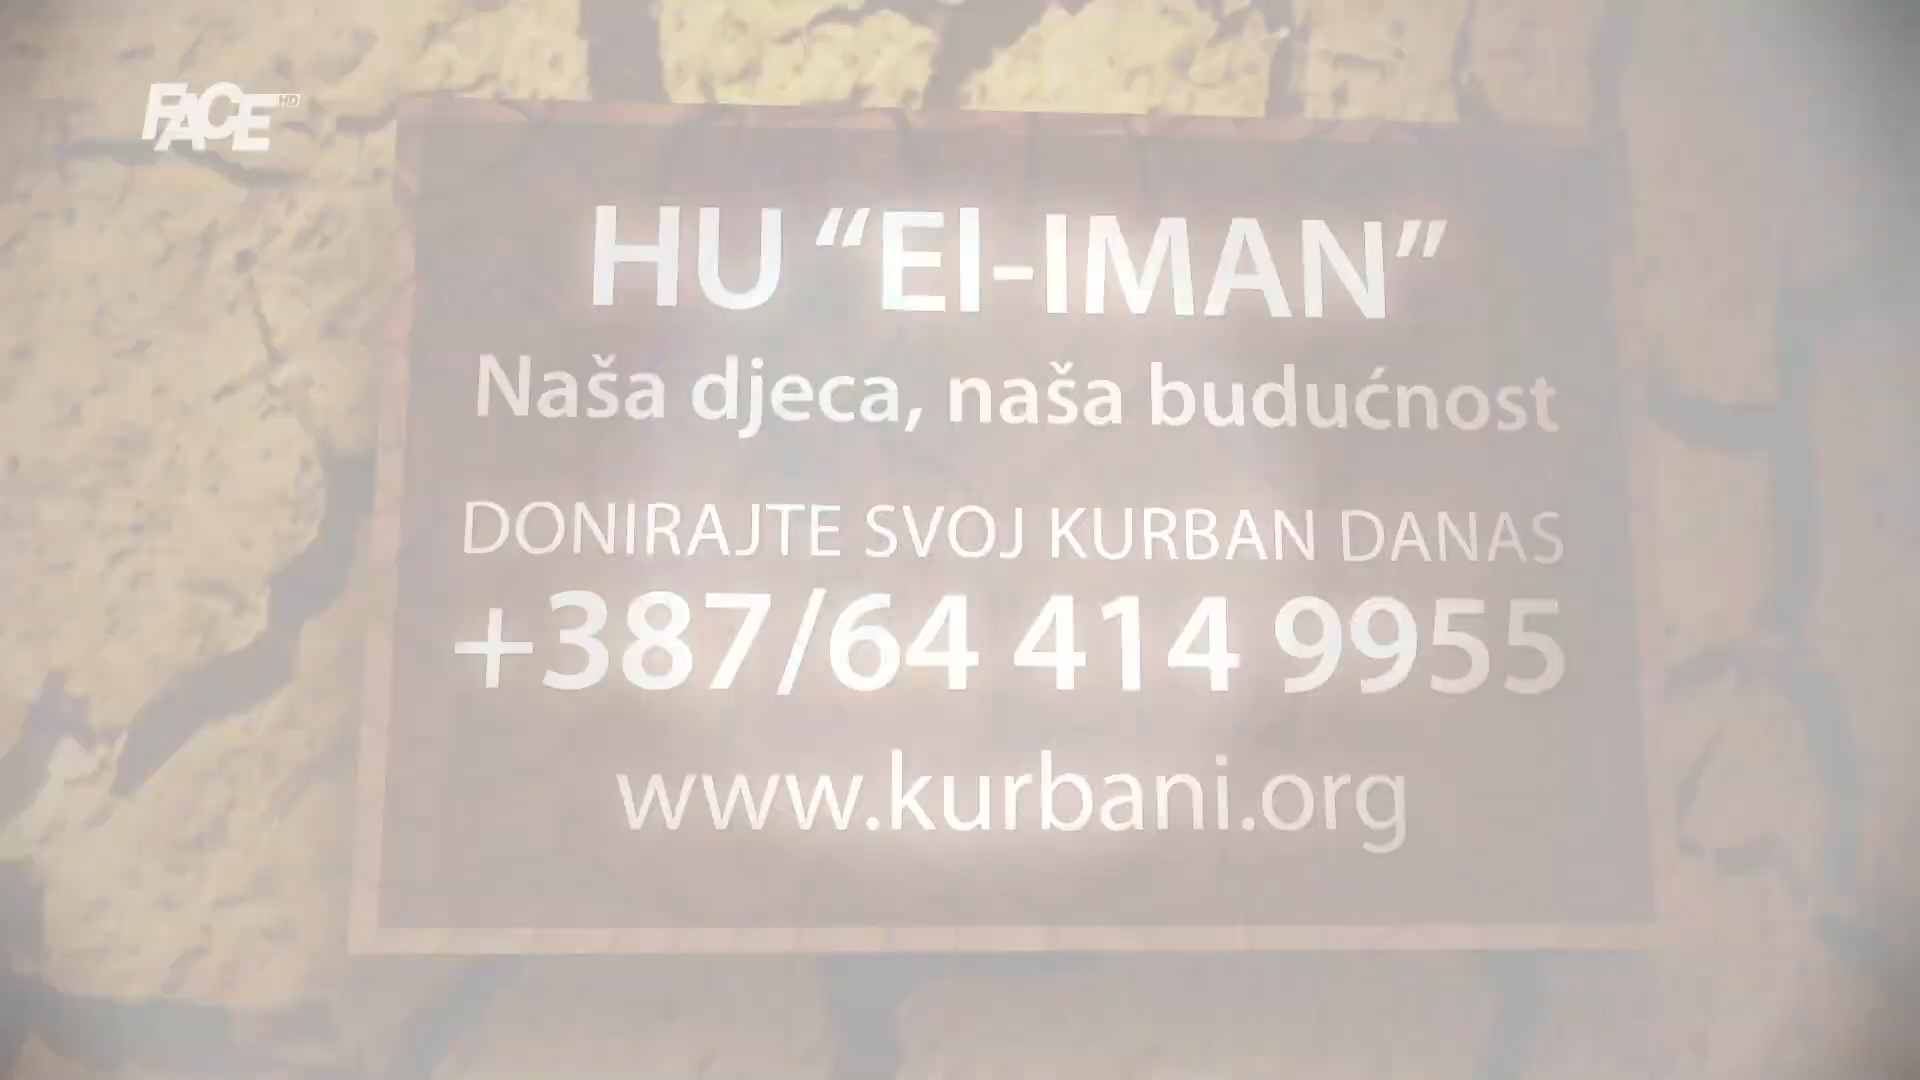 FACE HD
HU “El-IMAN”
Naša djeca, naša budućnost
DONIRAJTE SVOJ KURBAN DANAS
+387/64 414 9955
www.kurbani.org